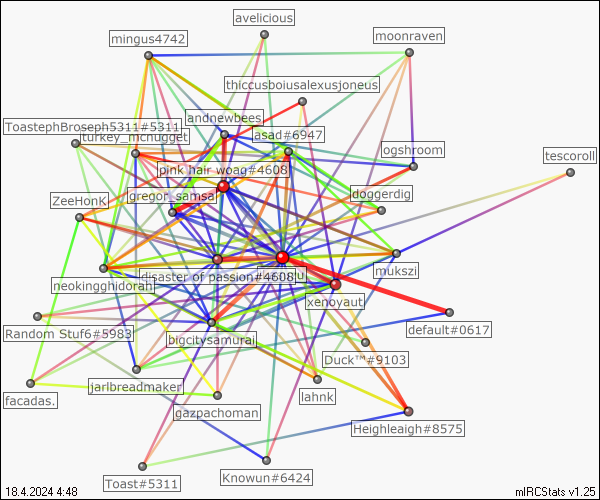 avelicious
mingus4742
moonraven
thiccusboiusalexusjoneus
andnewbees
ToastephBroseph5311#5311
turkey_mcnugget
asad#6947
ogshroom
tescoroll
pink hair woag#4608
gregor_samsa
doggerdig
ZeeHonK
mukszi
disaster of passion#4608
neokingghidorah
xenoyaut
Random Stuf6#5983
default#0617
bigcitysamurai
Duck™#9103
jarlbreadmaker
lahnk
facadas.
gazpachoman
Heighleaigh#8575
Toast#5311
Knowun#6424
18.4.2024 4:48
mIRCStats v1.25